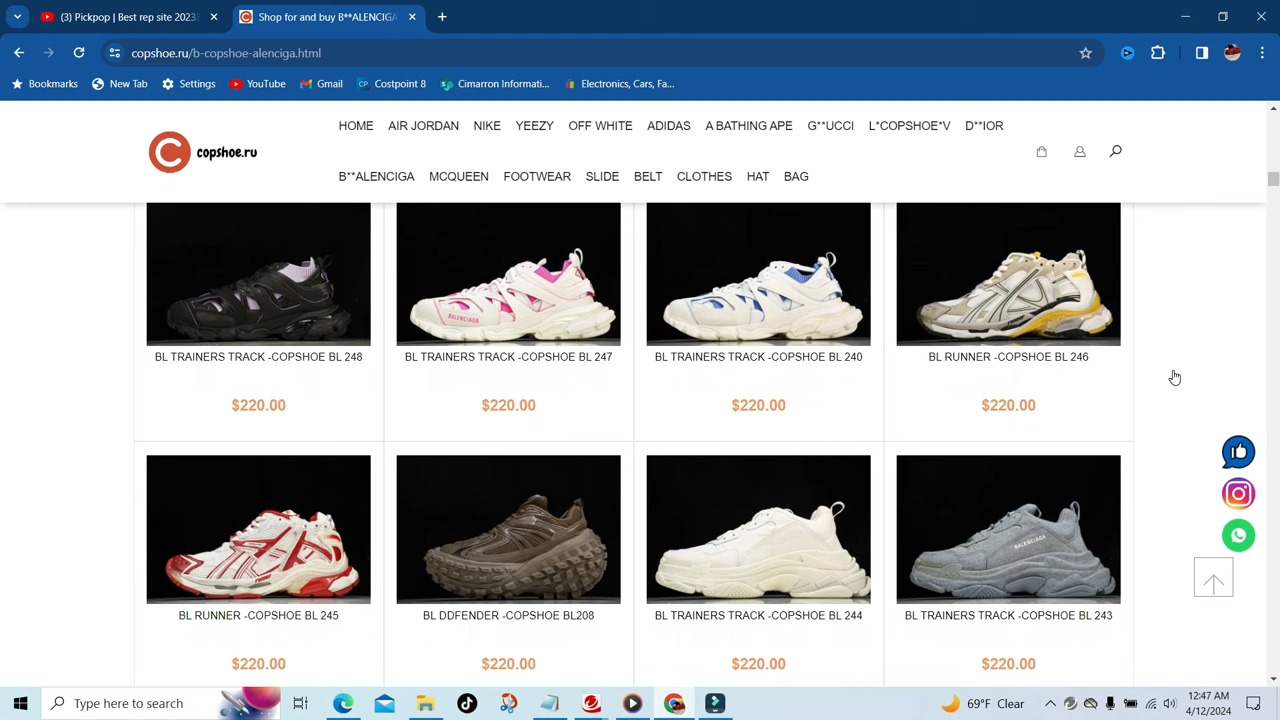 (3) Pickpop | Best rep site 2023?
Shop for and buy B**ALENCIGA
copshoe.ru/b-copshoe-alenciga.html
Bookmarks New Tab Settings YouTube Gmail Costpoint 8 Cimarron Informati... Electronics, Cars, Fa...
copshoe.ru
HOME AIR JORDAN NIKE YEEZY OFF WHITE ADIDAS A BATHING APE G**UCCI L*COPSHOE*V D**IOR
B**ALENCIGA MCQUEEN FOOTWEAR SLIDE BELT CLOTHES HAT BAG
BALENCIAGA
BL TRAINERS TRACK -COPSHOE BL 248 BL TRAINERS TRACK -COPSHOE BL 247 BL TRAINERS TRACK -COPSHOE BL 240 BL RUNNER -COPSHOE BL 246
$220.00 $220.00 $220.00 $220.00
BALENCIAGA
BL RUNNER -COPSHOE BL 245 BL DDFENDER -COPSHOE BL208 BL TRAINERS TRACK -COPSHOE BL 244 BL TRAINERS TRACK -COPSHOE BL 243
$220.00 $220.00 $220.00 $220.00
Type here to search
69°F Clear
12:47 AM
4/12/2024